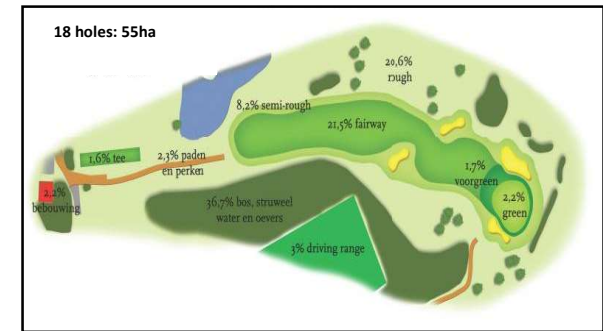 18 holes: 55ha
20,6%
rough
8,2% semi-rough
21,5% fairway
1,6% tee
2,3% paden
en perken
1,7%
voorgreen
2,2%
bebouwing
36,7% bos, struweel
water en oevers
2,2%
green
3% driving range